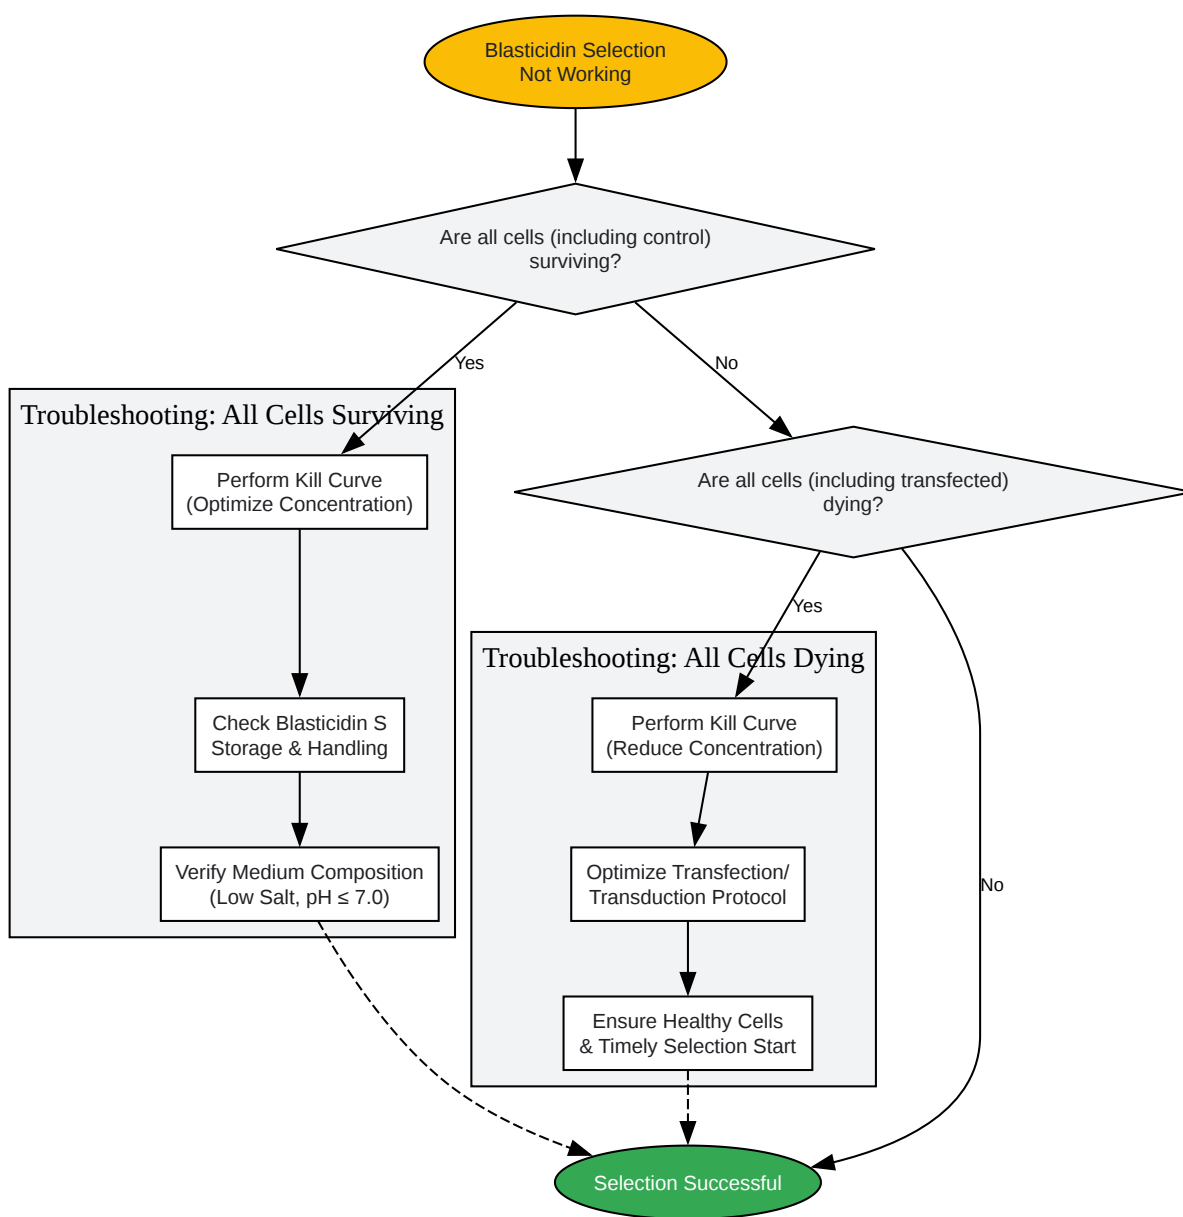 Blasticidin Selection
Not Working
Are all cells (including control)
surviving?
Yes
No
Troubleshooting: All Cells Surviving
Perform Kill Curve
(Optimize Concentration)
Check Blasticidin S
Storage & Handling
Verify Medium Composition
(Low Salt, pH ≤ 7.0)
Are all cells (including transfected)
dying?
Yes
No
Troubleshooting: All Cells Dying
Perform Kill Curve
(Reduce Concentration)
Optimize Transfection/
Transduction Protocol
Ensure Healthy Cells
& Timely Selection Start
Selection Successful